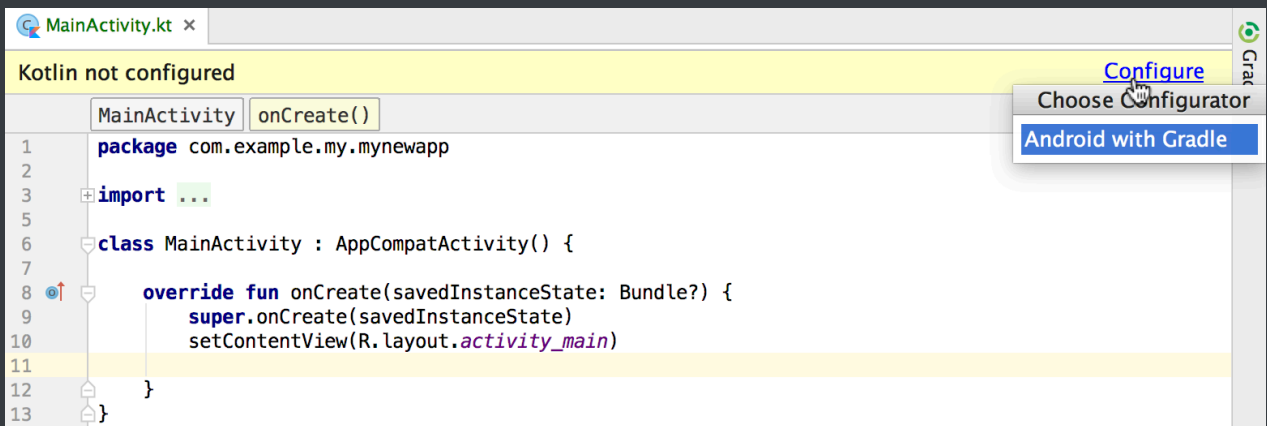 MainActivity.kt
Kotlin not configured Configure
MainActivity onCreate()
Choose Configurator
Android with Gradle
1 package com.example.my.mynewapp
2
3 import ...
5
6 class MainActivity : AppCompatActivity() {
7
8 override fun onCreate(savedInstanceState: Bundle?) {
9 super.onCreate(savedInstanceState)
10 setContentView(R.layout.activity_main)
11
12 }
13 }